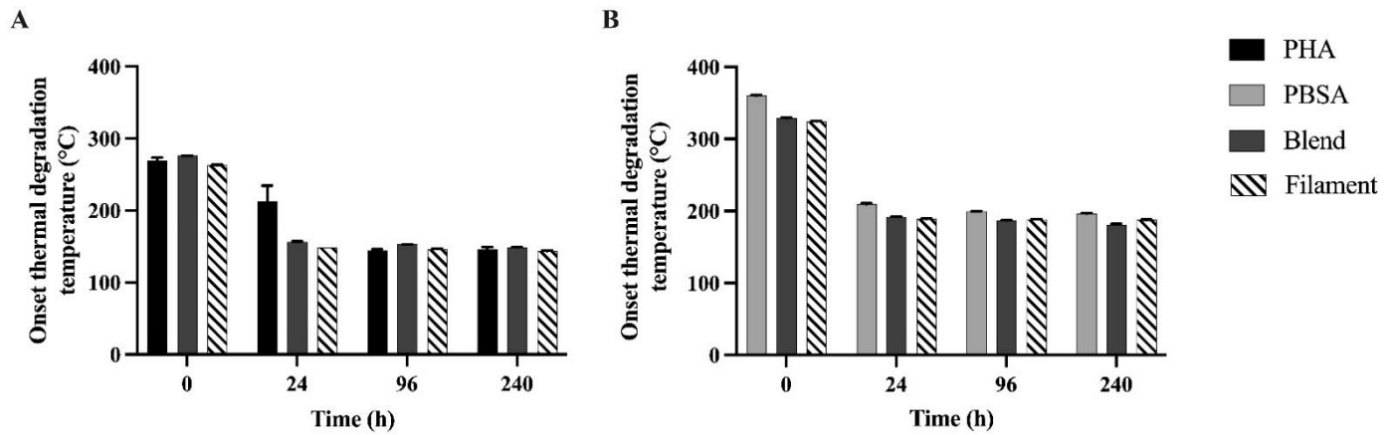 A
Onset thermal degradation
temperature (°C)
400
300
200
100
0
0 24 96 240
Time (h)
B
Onset thermal degradation
temperature (°C)
400
300
200
100
0
0 24 96 240
Time (h)
PHA
PBSA
Blend
Filament